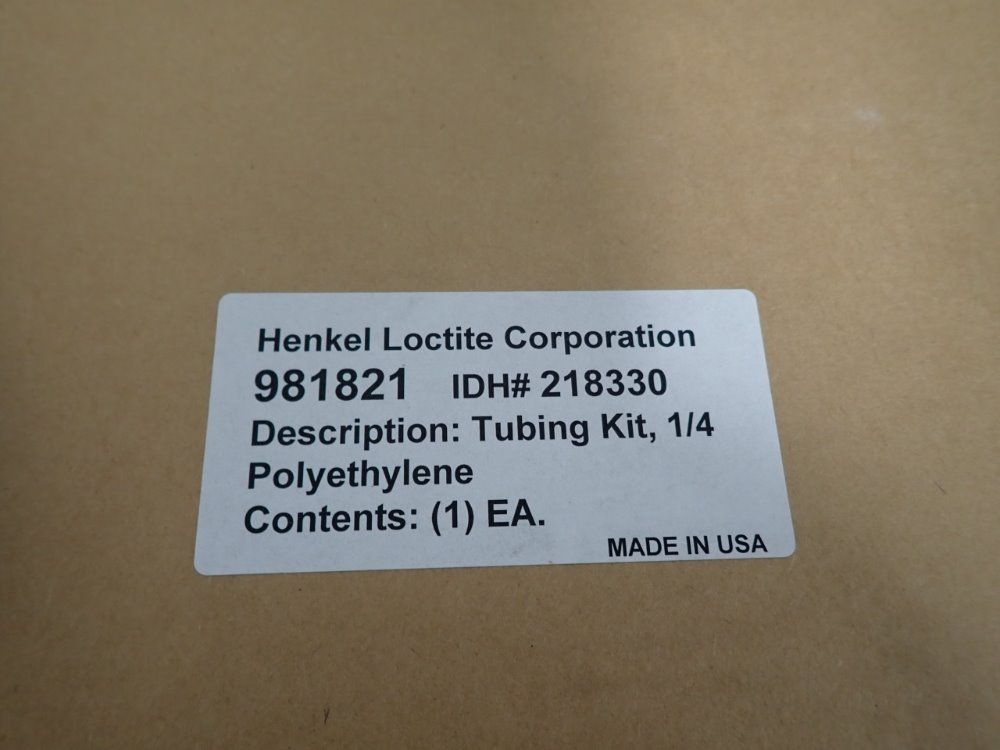 Henkel Loctite Corporation
981821 IDH# 218330
Description: Tubing Kit, 1/4
Polyethylene
Contents: (1) EA.
MADE IN USA